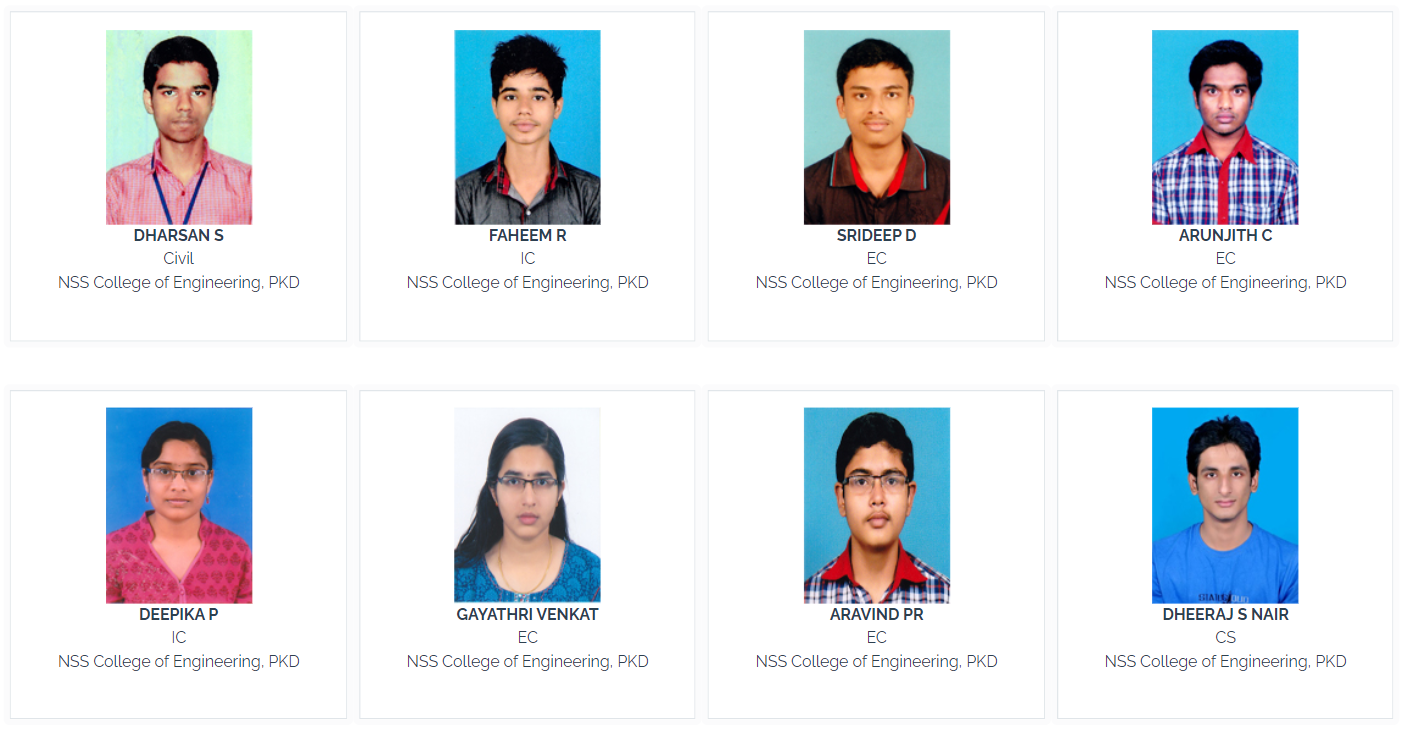 DHARSAN S
Civil
NSS College of Engineering, PKD
FAHEEM R
IC
NSS College of Engineering, PKD
SRIDEEP D
EC
NSS College of Engineering, PKD
ARUNJITH C
EC
NSS College of Engineering, PKD
DEEPIKA P
IC
NSS College of Engineering, PKD
GAYATHRI VENKAT
EC
NSS College of Engineering, PKD
ARAVIND PR
EC
NSS College of Engineering, PKD
DHEERAJ S NAIR
CS
NSS College of Engineering, PKD